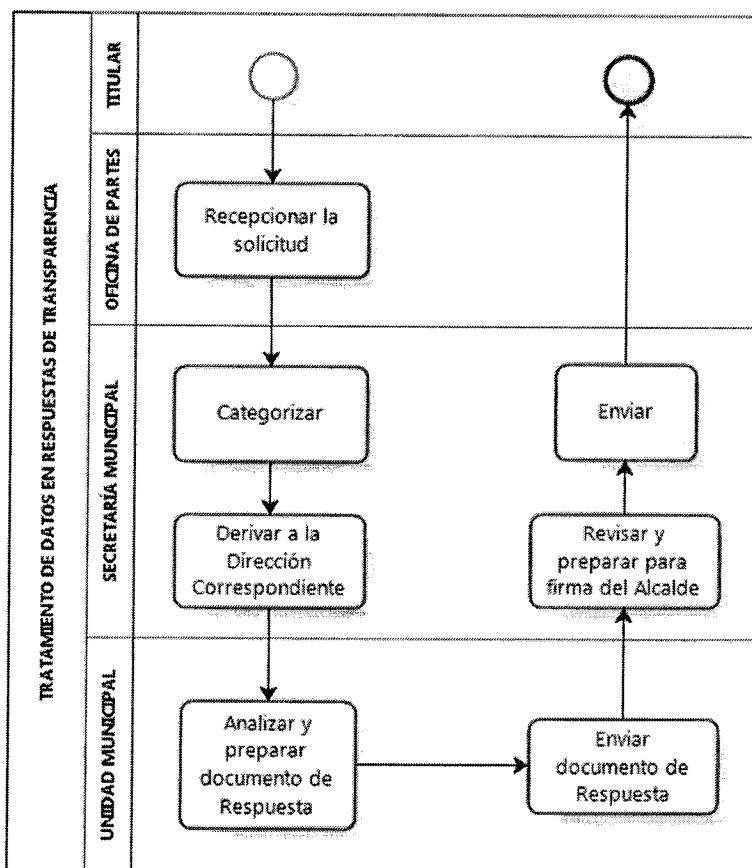 TRATAMIENTO DE DATOS EN RESPUESTAS DE TRANSPARENCIA
TITULAR
OFICINA DE PARTES
Recepcionar la
solicitud
SECRETARÍA MUNICIPAL
Categorizar
Enviar
Derivar a la
Dirección
Correspondiente
Revisar y
preparar para
firma del Alcalde
UNIDAD MUNICIPAL
Analizar y
preparar
documento de
Respuesta
Enviar
documento de
Respuesta